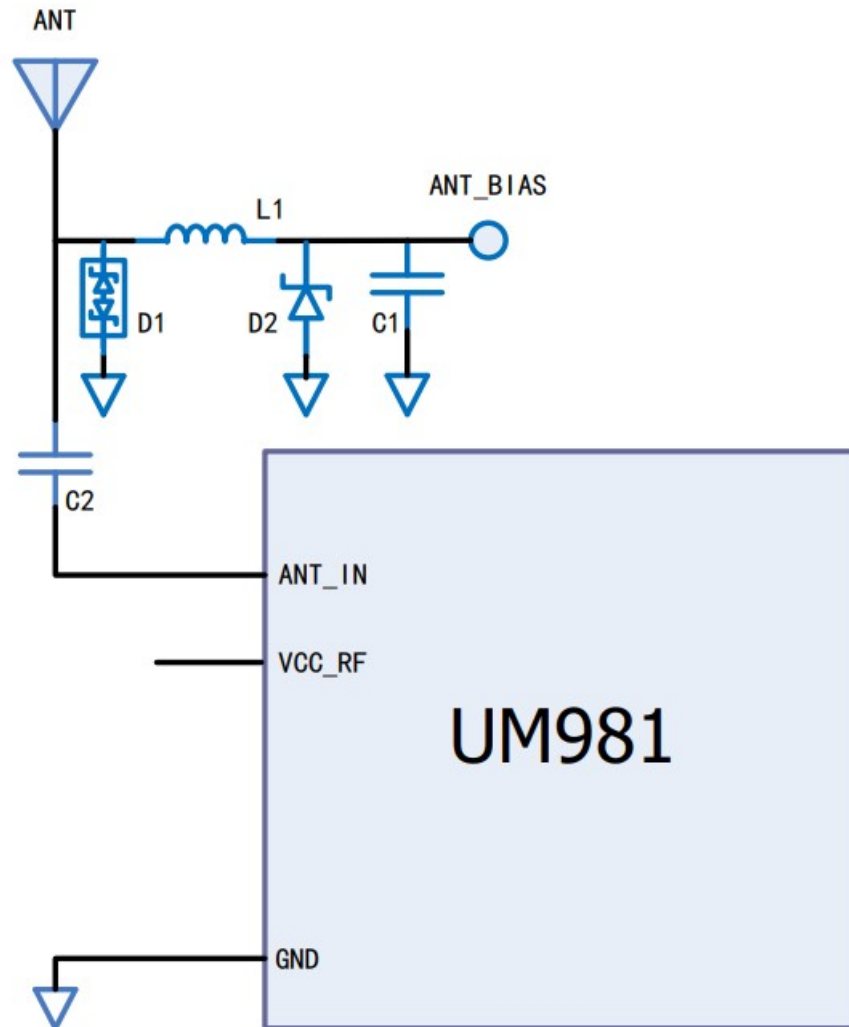 ANT
ANT_BIAS
L1
D1
D2
C1
C2
ANT_IN
VCC_RF
UM981
GND